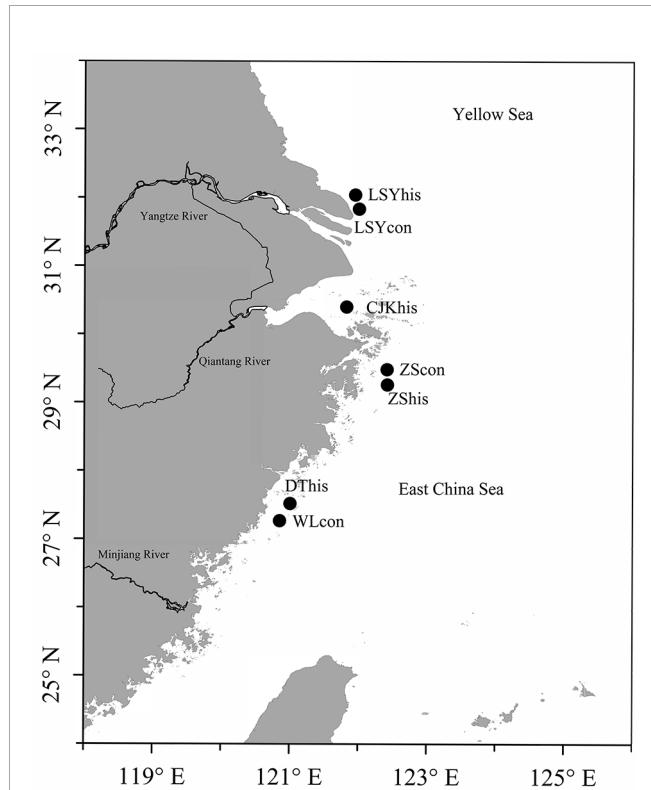 Yellow Sea
33° N
LSYhis
LSYcon
Yangtze River
31° N
CJKhis
Qiantang River
ZScon
ZShis
29° N
DThis
East China Sea
WLcon
27° N
Minjiang River
25° N
119° E
121° E
123° E
125° E